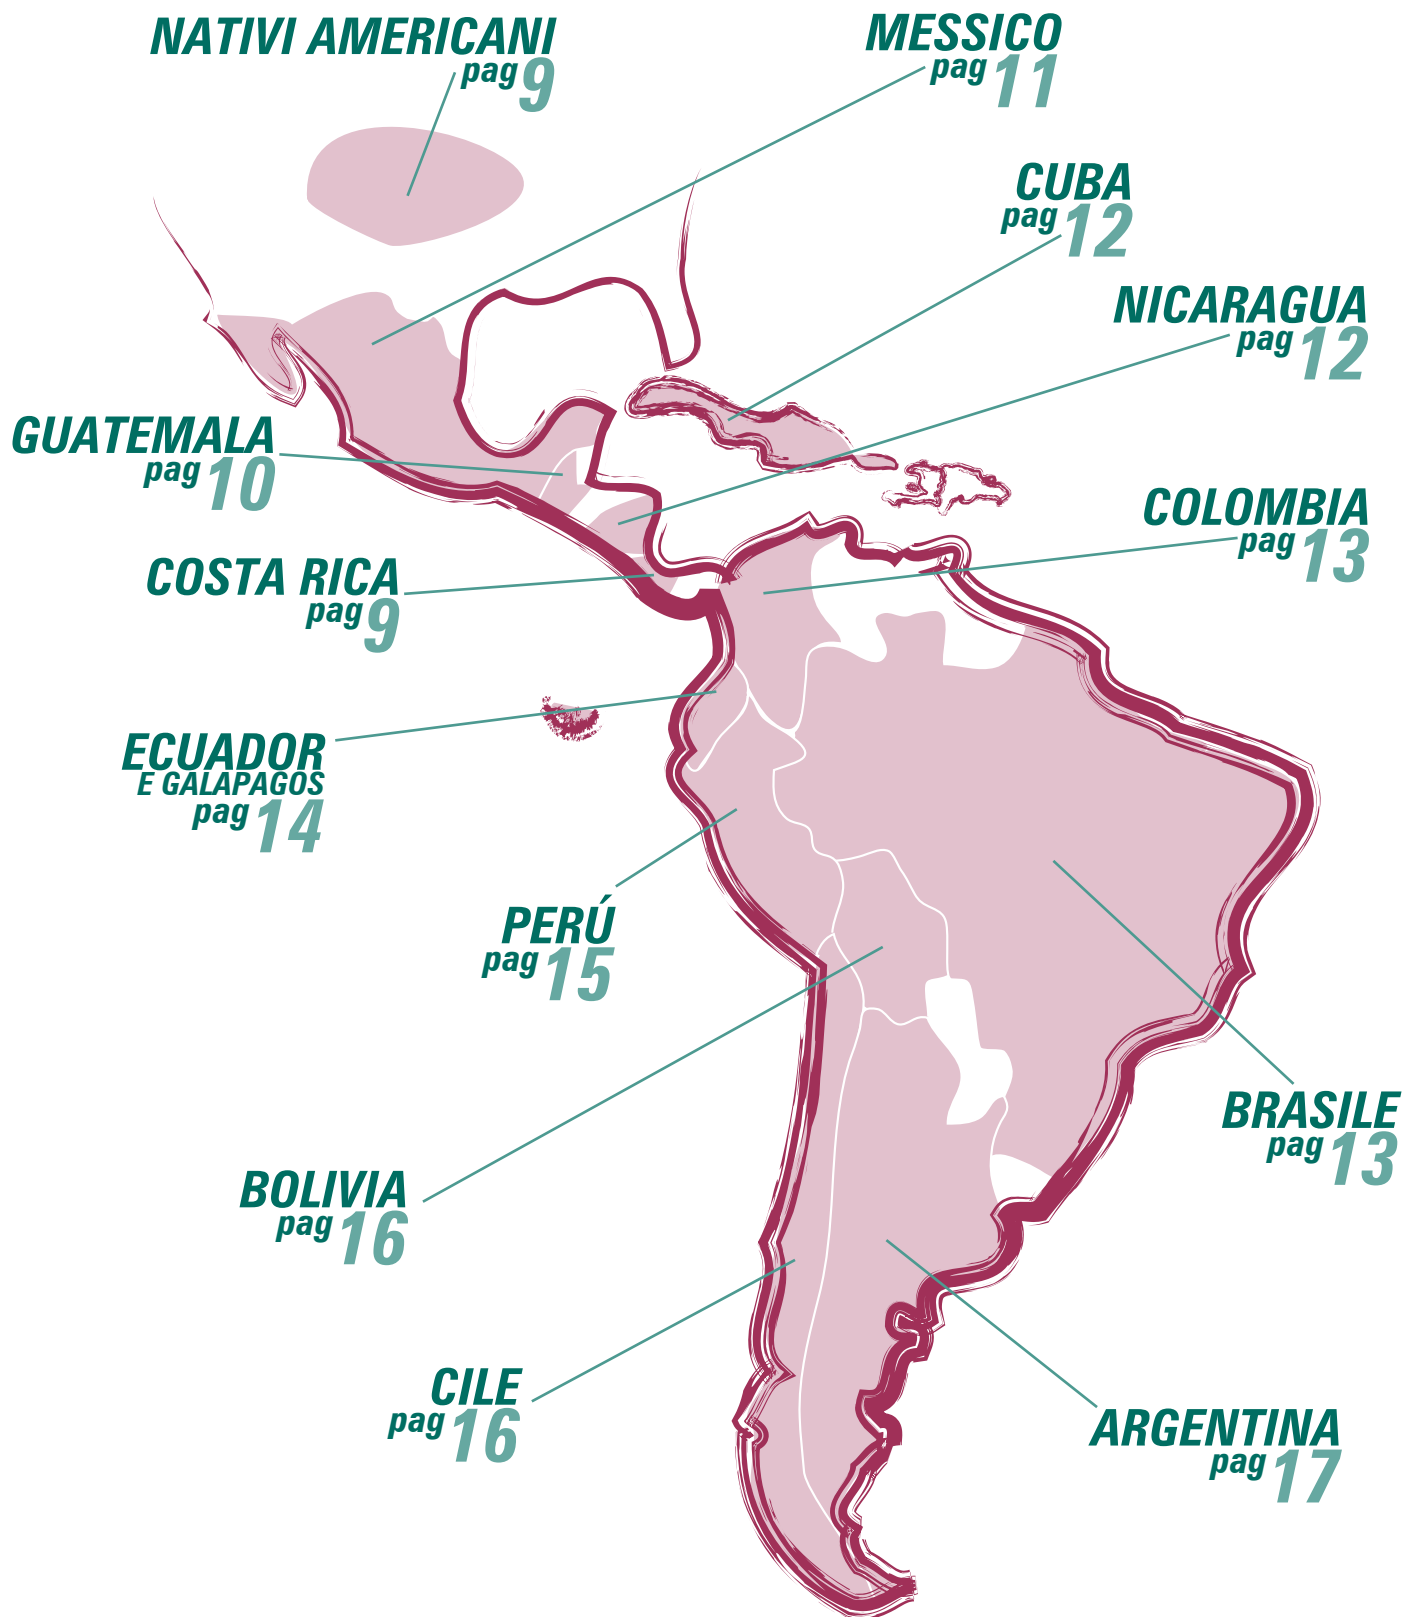 NATIVI AMERICANI
pag 9
MESSICO
pag 11
CUBA
pag 12
NICARAGUA
pag 12
GUATEMALA
pag 10
COLOMBIA
pag 13
COSTA RICA
pag 9
ECUADOR
E GALAPAGOS
pag 14
PERÚ
pag 15
BRASILE
pag 13
BOLIVIA
pag 16
CILE
pag 16
ARGENTINA
pag 17